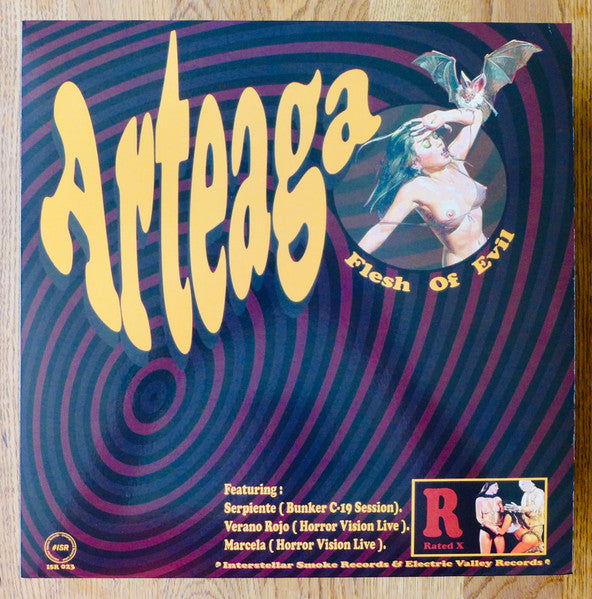 Arteaga
Flesh Of Evil
Featuring :
Serpiente ( Bunker C-19 Session).
Verano Rojo ( Horror Vision Live ).
Marcela ( Horror Vision Live ).
R
Rated X
#ISR
ISR 023
Interstellar Smoke Records & Electric Valley Records